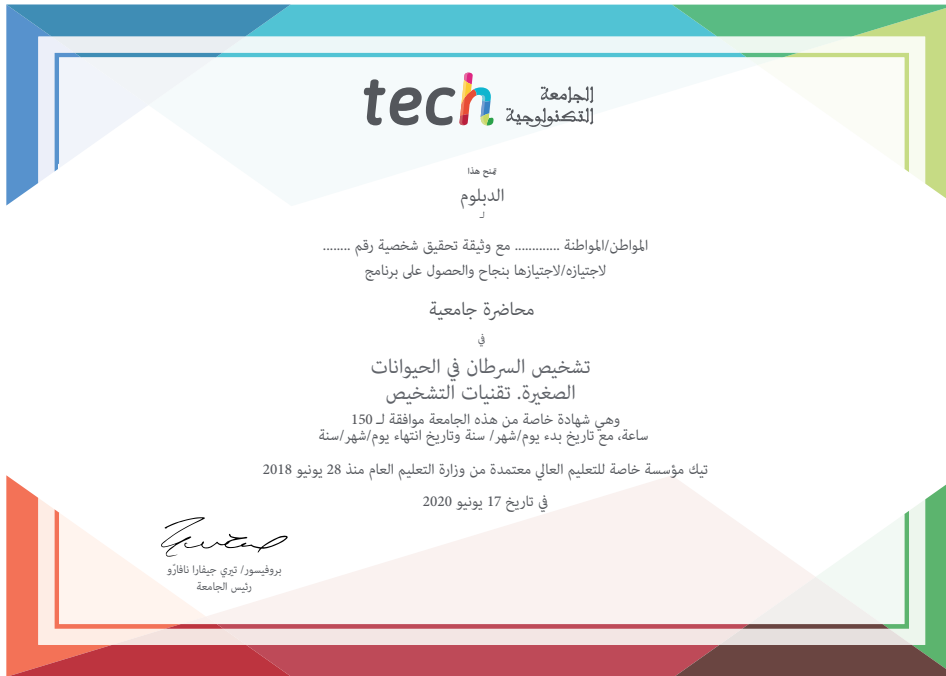 tech الجامعة
التكنولوجية
يمنح هذا
الدبلوم
لـ
المواطن/المواطنة ............ مع وثيقة تحقيق شخصية رقم ........
لاجتيازه/لاجتيازها بنجاح والحصول على برنامج
محاضرة جامعية
في
تشخيص السرطان في الحيوانات
الصغيرة. تقنيات التشخيص
وهي شهادة خاصة من هذه الجامعة موافقة لـ 150
ساعة، مع تاريخ بدء يوم/شهر/ سنة وتاريخ انتهاء يوم/شهر/سنة
تيك مؤسسة خاصة للتعليم العالي معتمدة من وزارة التعليم العام منذ 28 يونيو 2018
في تاريخ 17 يونيو 2020
بروفيسور/ تيري جيفارا نافارّو
رئيس الجامعة